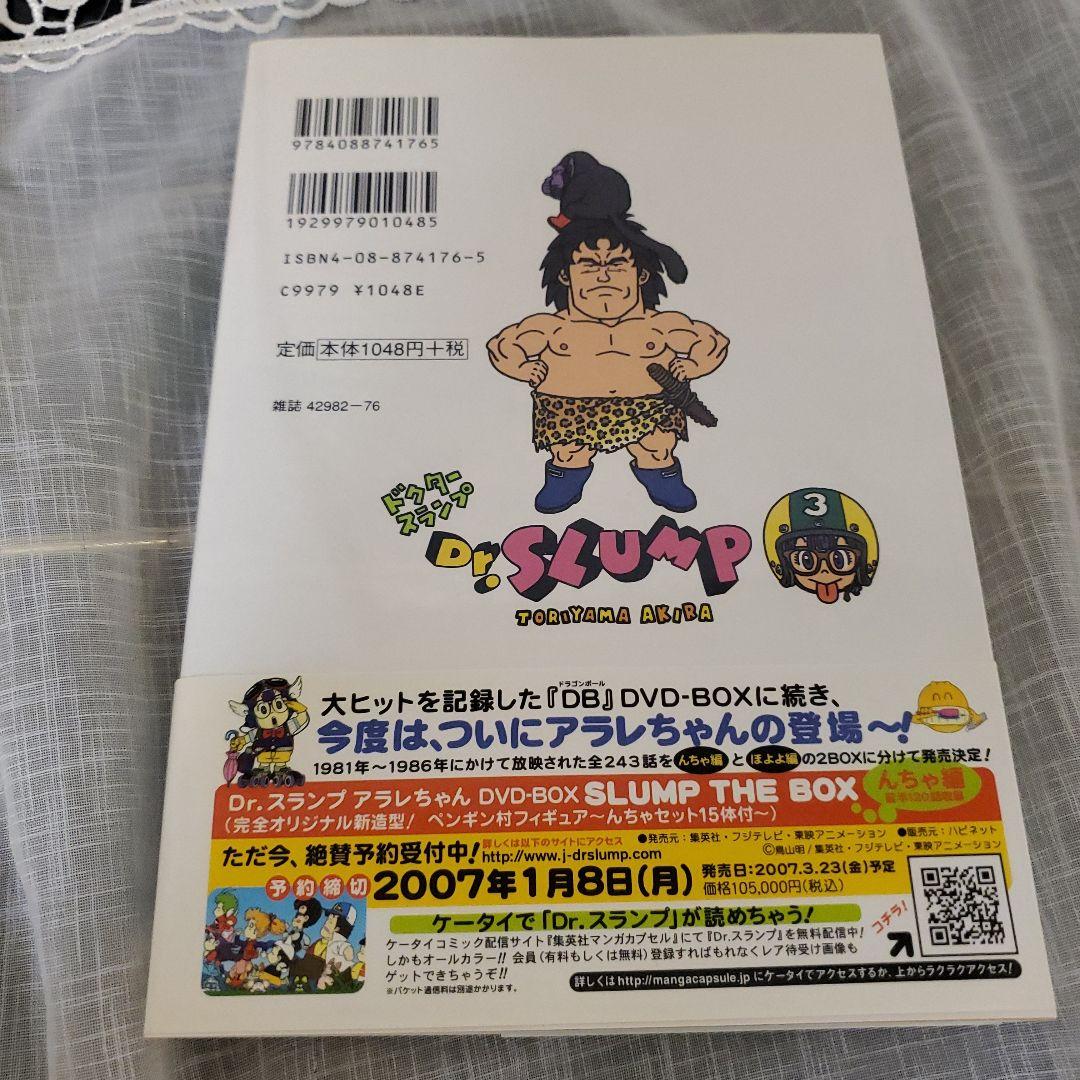 9784088741765
1929979010485
ISBN4-08-874176-5
C9979 ¥1048E
定価 本体1048円+税
雑誌 42982-76
ドクター
スランプ
Dr. SLUMP
3
TORIYAMA AKIRA
ドラゴンボール
大ヒットを記録した『DB』DVD-BOXに続き、
今度は、ついにアラレちゃんの登場〜!
1981年〜1986年にかけて放映された全243話をんちゃ編とほよよ編の2BOXに分けて発売決定!
Dr.スランプ アラレちゃん DVD-BOX SLUMP THE BOX んちゃ編
前半120話収録
(完全オリジナル新造型! ペンギン村フィギュア〜んちゃセット15体付〜)
ただ今、絶賛予約受付中!
詳しくは以下のサイトにアクセス
http://www.j-drslump.com
●発売元:集英社・フジテレビ・東映アニメーション ●販売元:ハピネット
©鳥山明/集英社・フジテレビ・東映アニメーション
予約締切 2007年1月8日(月)
発売日:2007.3.23(金)予定
価格105,000円(税込)
ケータイで「Dr.スランプ」が読めちゃう!
ケータイコミック配信サイト『集英社マンガカプセル』にて『Dr.スランプ』を無料配信中!
しかもオールカラー!! 会員(有料もしくは無料)登録すればもれなくレア待受け画像も
ゲットできちゃうぞ!!
※パケット通信料は別途かかります。
コチラ!
詳しくはhttp://mangacapsule.jp にケータイでアクセスするか、上からラクラクアクセス!